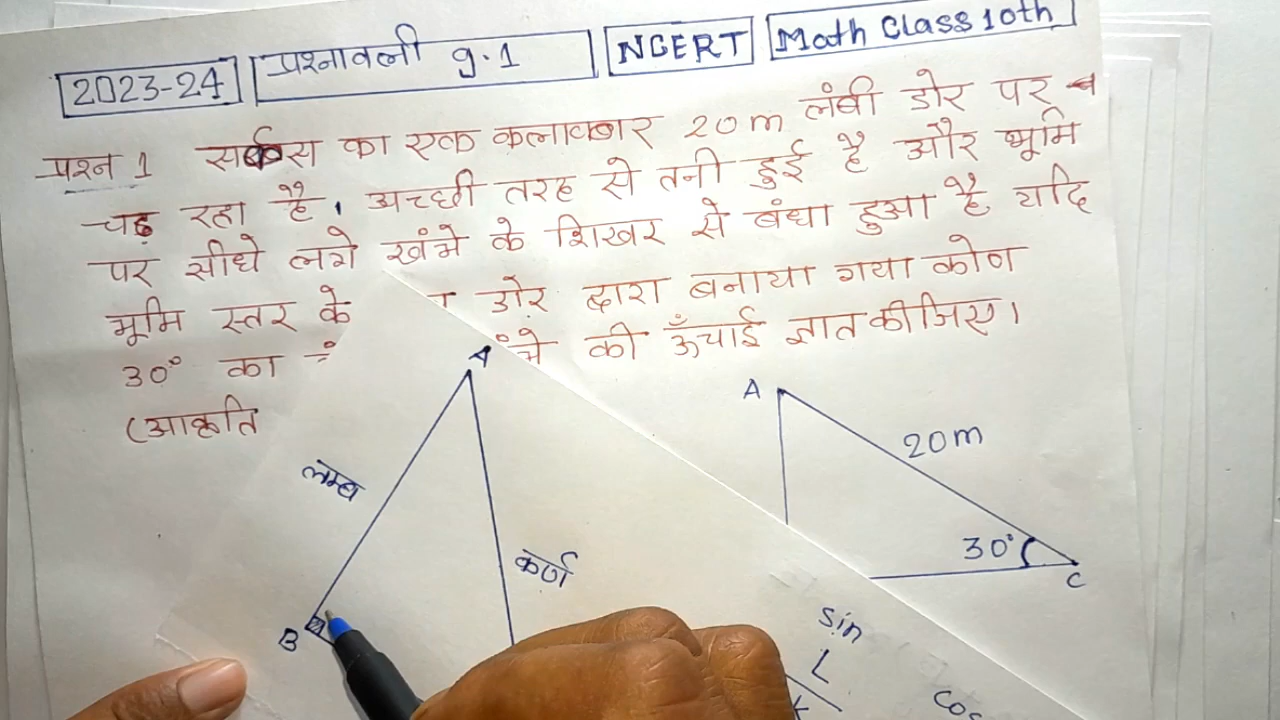 2023-24 प्रश्नावली 9.1 NCERT Math Class 10th
प्रश्न 1 सर्कस का एक कलाकार 20m लंबी डोर पर
चढ़ रहा है, अच्छी तरह से तनी हुई है और भूमि
पर सीधे लगे खंभे के शिखर से बंधा हुआ है यदि
भूमि स्तर के डोर द्वारा बनाया गया कोण
30° का की ऊँचाई ज्ञात कीजिए।
(आकृति
A
लम्ब
कर्ण
B
A
20m
30°
C
sin
L
K
cos